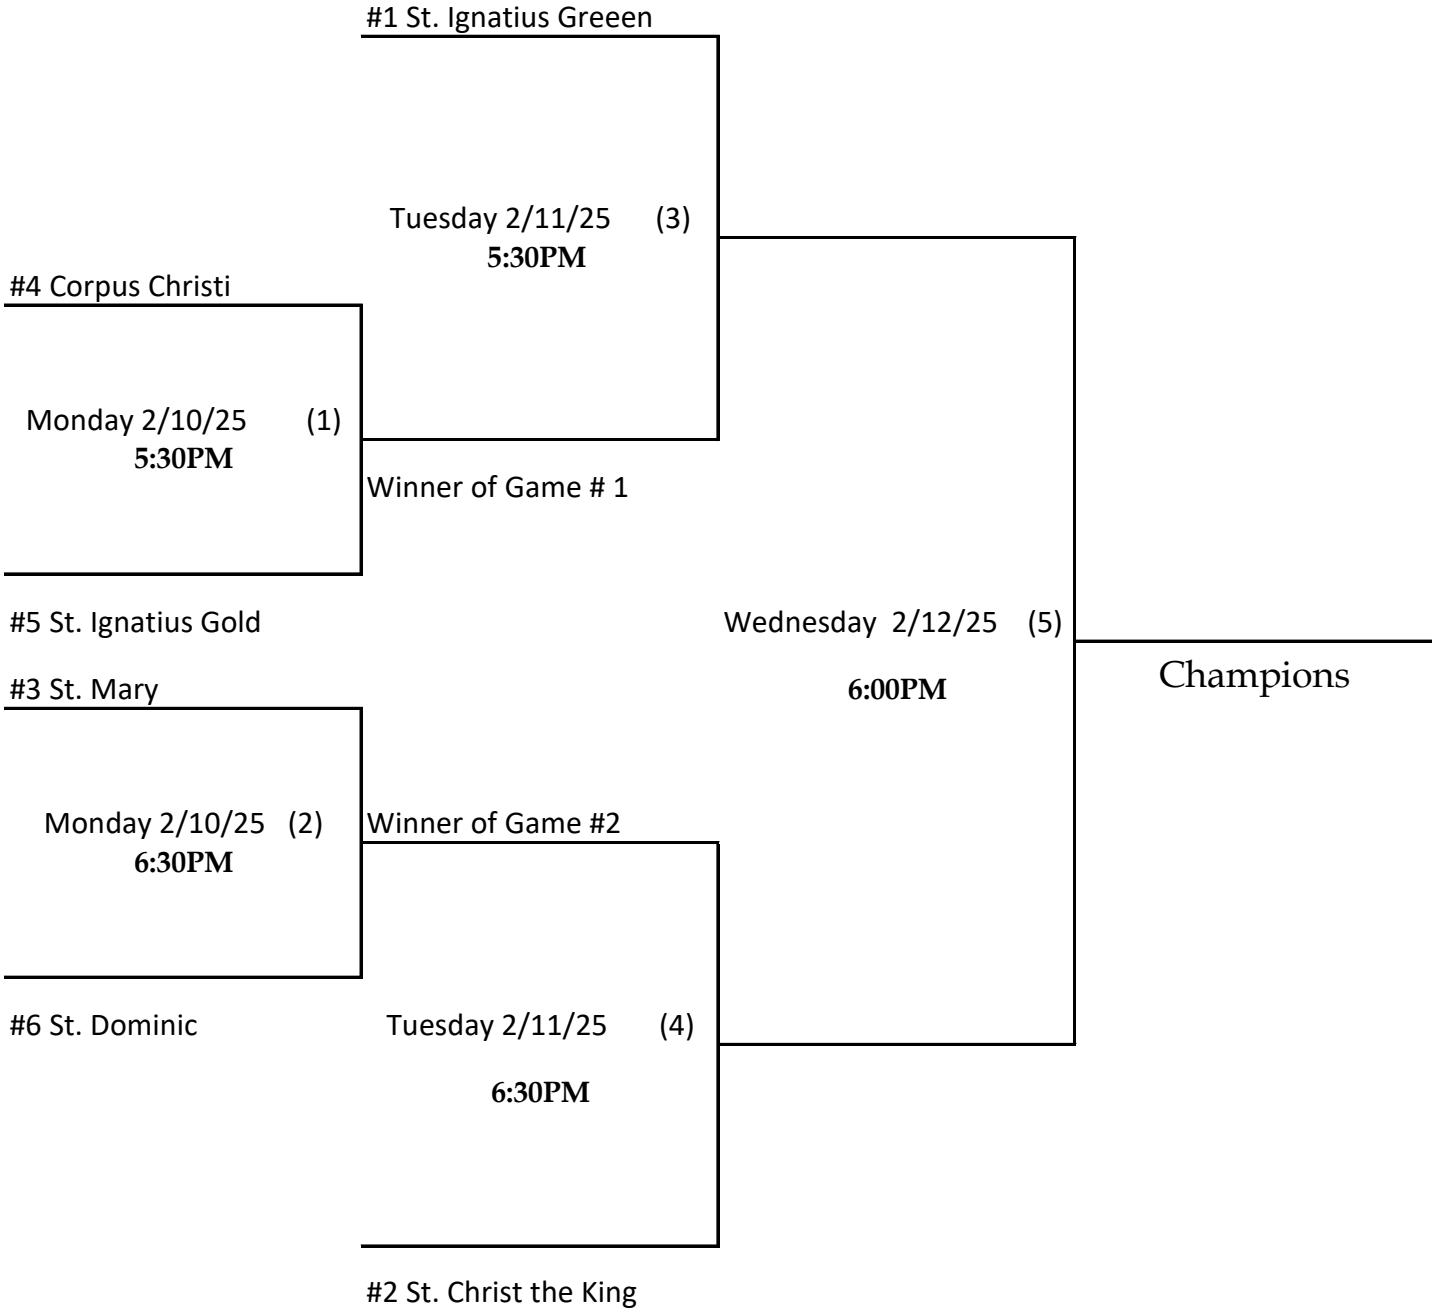 #1 St. Ignatius Greeen
Tuesday 2/11/25 (3)
5:30PM
#4 Corpus Christi
Monday 2/10/25 (1)
5:30PM
Winner of Game # 1
#5 St. Ignatius Gold
Wednesday 2/12/25 (5)
#3 St. Mary
6:00PM
Champions
Monday 2/10/25 (2)
6:30PM
Winner of Game #2
#6 St. Dominic
Tuesday 2/11/25 (4)
6:30PM
#2 St. Christ the King